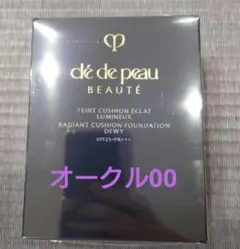 clé de peau
BEAUTÉ
TEINT CUSHION ÉCLAT
LUMINEUX
RADIANT CUSHION FOUNDATION
DEWY
SPF25・PA+++
オークル00